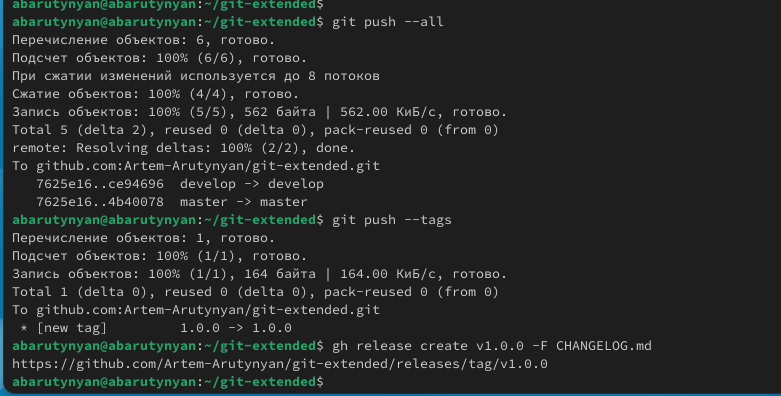 abarutynyan@abarutynyan:~/git-extended$
abarutynyan@abarutynyan:~/git-extended$ git push --all
Перечисление объектов: 6, готово.
Подсчет объектов: 100% (6/6), готово.
При сжатии изменений используется до 8 потоков
Сжатие объектов: 100% (4/4), готово.
Запись объектов: 100% (5/5), 562 байта | 562.00 КиБ/с, готово.
Total 5 (delta 2), reused 0 (delta 0), pack-reused 0 (from 0)
remote: Resolving deltas: 100% (2/2), done.
To github.com:Artem-Arutynyan/git-extended.git
   7625e16..ce94696  develop -> develop
   7625e16..4b40078  master -> master
abarutynyan@abarutynyan:~/git-extended$ git push --tags
Перечисление объектов: 1, готово.
Подсчет объектов: 100% (1/1), готово.
Запись объектов: 100% (1/1), 164 байта | 164.00 КиБ/с, готово.
Total 1 (delta 0), reused 0 (delta 0), pack-reused 0 (from 0)
To github.com:Artem-Arutynyan/git-extended.git
 * [new tag]         1.0.0 -> 1.0.0
abarutynyan@abarutynyan:~/git-extended$ gh release create v1.0.0 -F CHANGELOG.md
https://github.com/Artem-Arutynyan/git-extended/releases/tag/v1.0.0
abarutynyan@abarutynyan:~/git-extended$